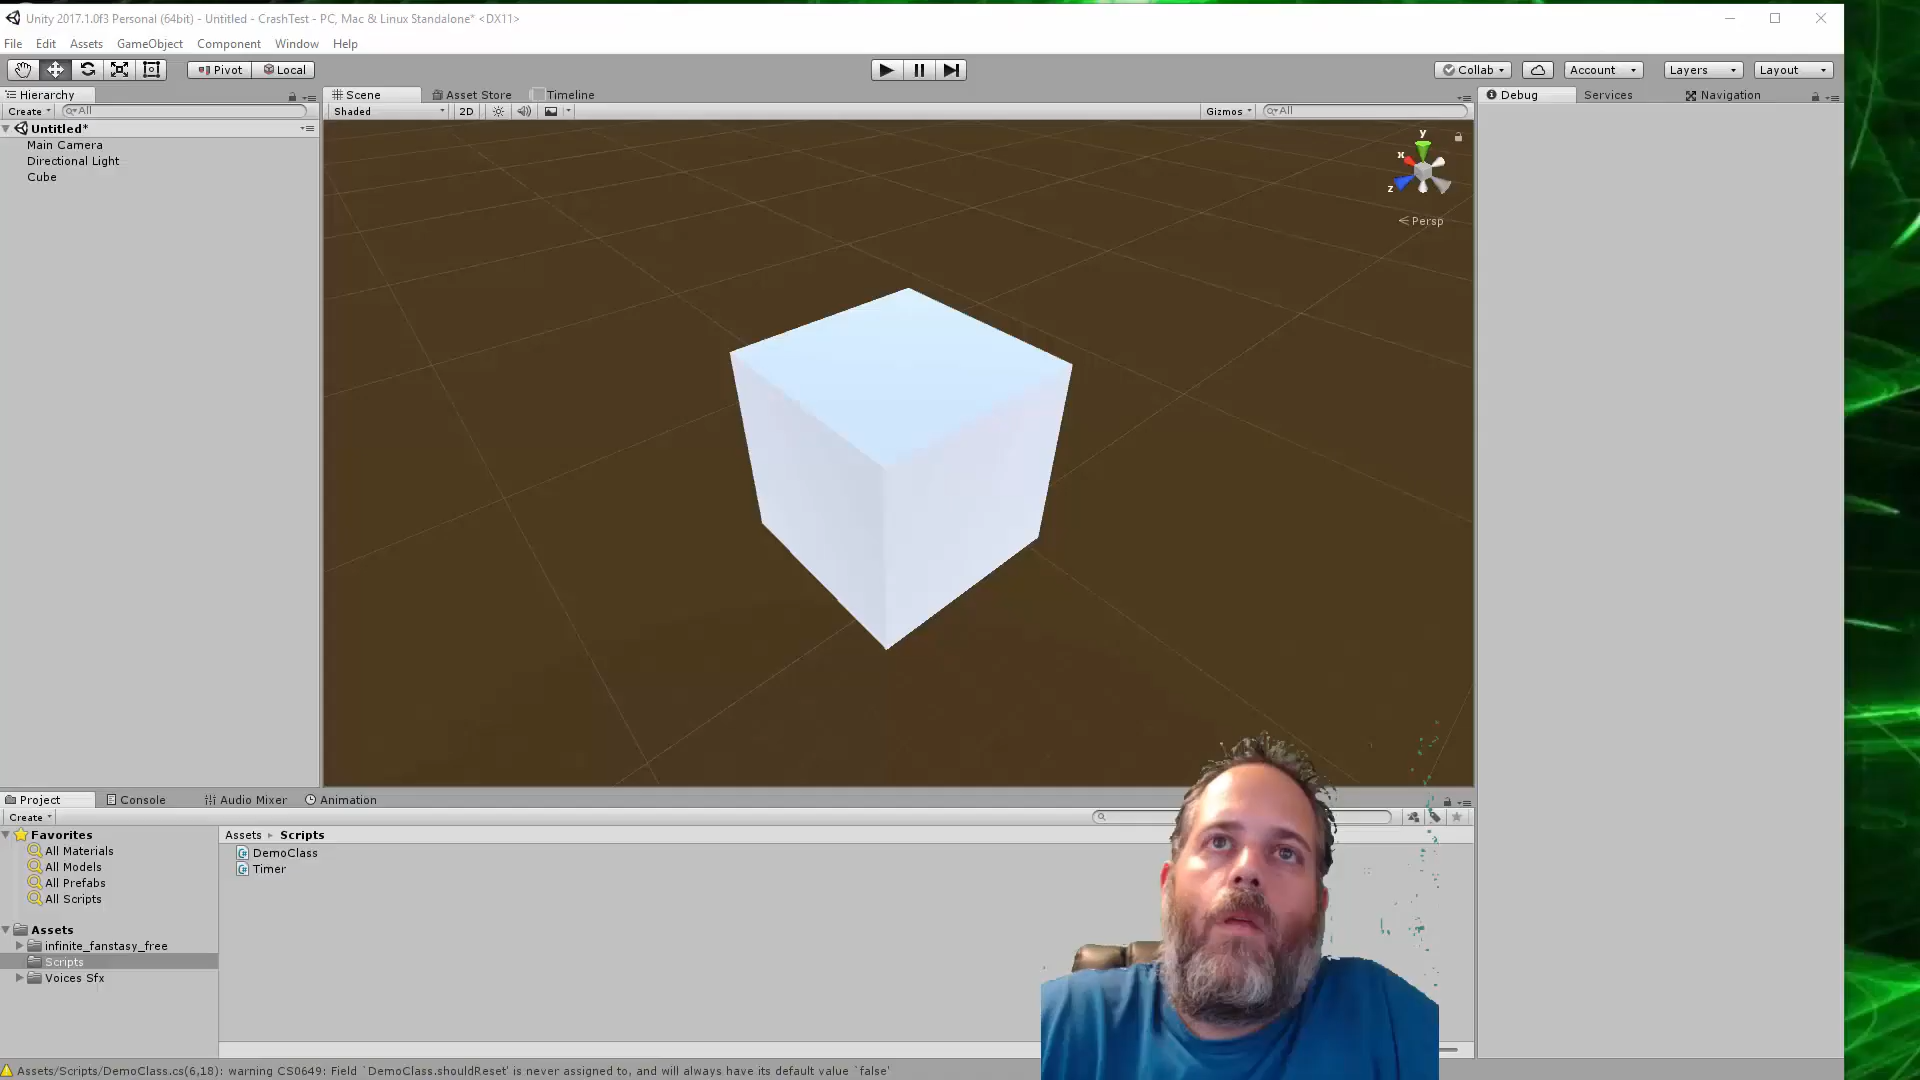 Unity 2017.1.0f3 Personal (64bit) - Untitled - CrashTest - PC, Mac & Linux Standalone* <DX11>
File Edit Assets GameObject Component Window Help
Pivot Local Collab Account Layers Layout
Hierarchy Scene Asset Store Timeline Debug Services Navigation
Create All Shaded 2D Gizmos All
Untitled*
Main Camera
Directional Light
Cube
y
x
z
Persp
Project Console Audio Mixer Animation
Create
Favorites
All Materials
All Models
All Prefabs
All Scripts
Assets
infinite_fanstasy_free
Scripts
Voices Sfx
Assets Scripts
DemoClass
Timer
Assets/Scripts/DemoClass.cs(6,18): warning CS0649: Field `DemoClass.shouldReset' is never assigned to, and will always have its default value `false'